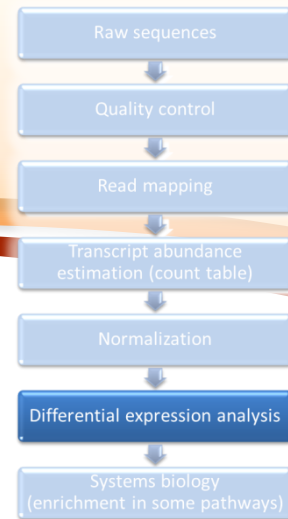 Raw sequences
Quality control
Read mapping
Transcript abundance
estimation (count table)
Normalization
Differential expression analysis
Systems biology
(enrichment in some pathways)